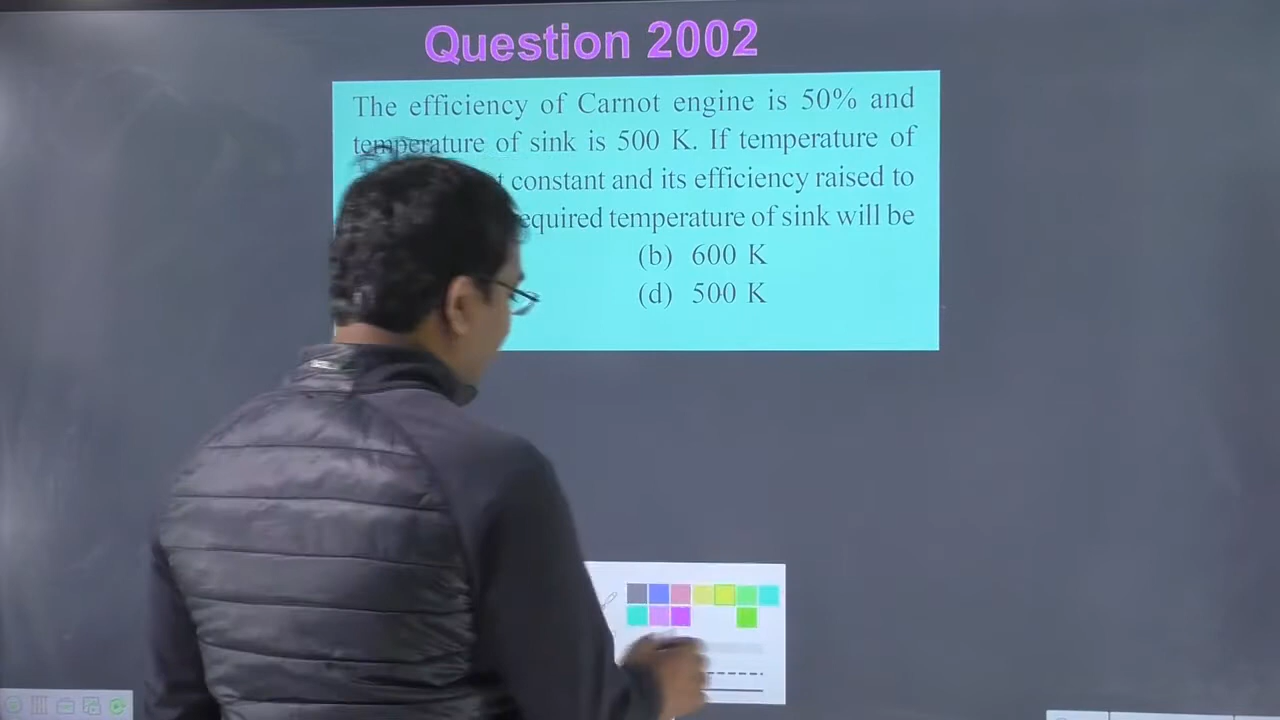 Question 2002
The efficiency of Carnot engine is 50% and
temperature of sink is 500 K. If temperature of
constant and its efficiency raised to
required temperature of sink will be
(b) 600 K
(d) 500 K